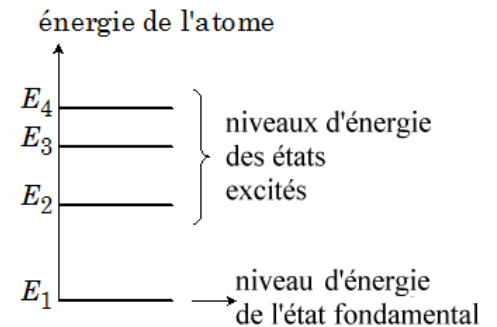 énergie de l'atome
E4
E3
niveaux d'énergie
des états
excités
E2
E1
niveau d'énergie
de l'état fondamental